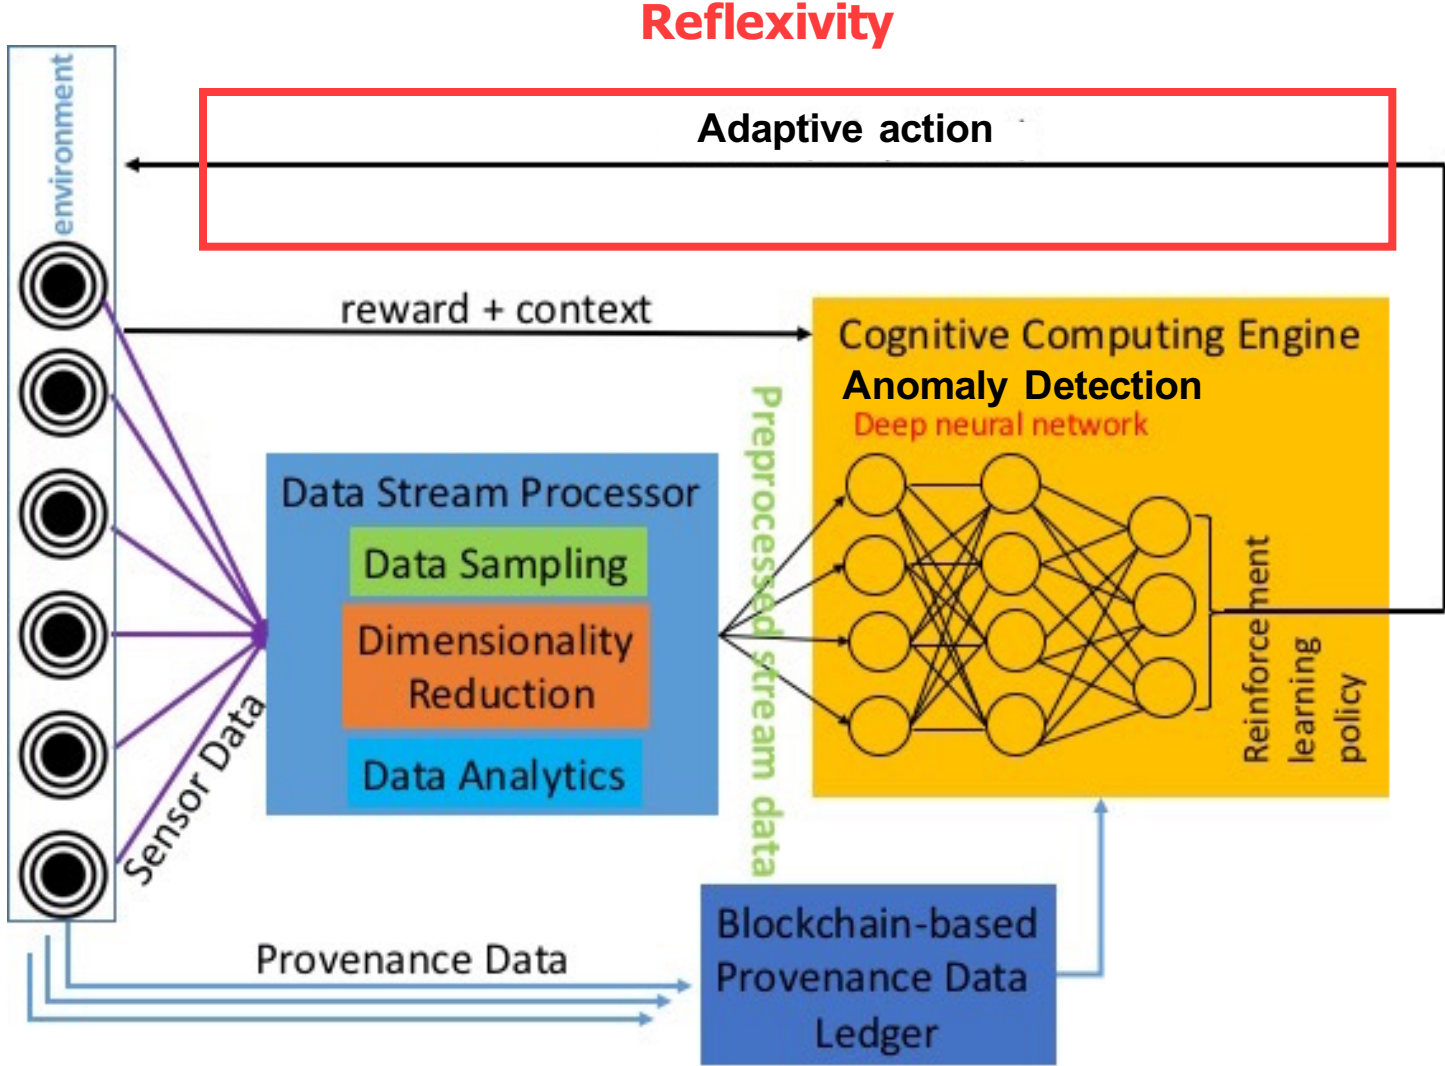 Reflexivity
environment
Adaptive action
reward + context
Cognitive Computing Engine
Anomaly Detection
Deep neural network
Preprocessed stream data
Data Stream Processor
Data Sampling
Dimensionality
Reduction
Data Analytics
Sensor Data
Reinforcement
learning
policy
Provenance Data
Blockchain-based
Provenance Data
Ledger